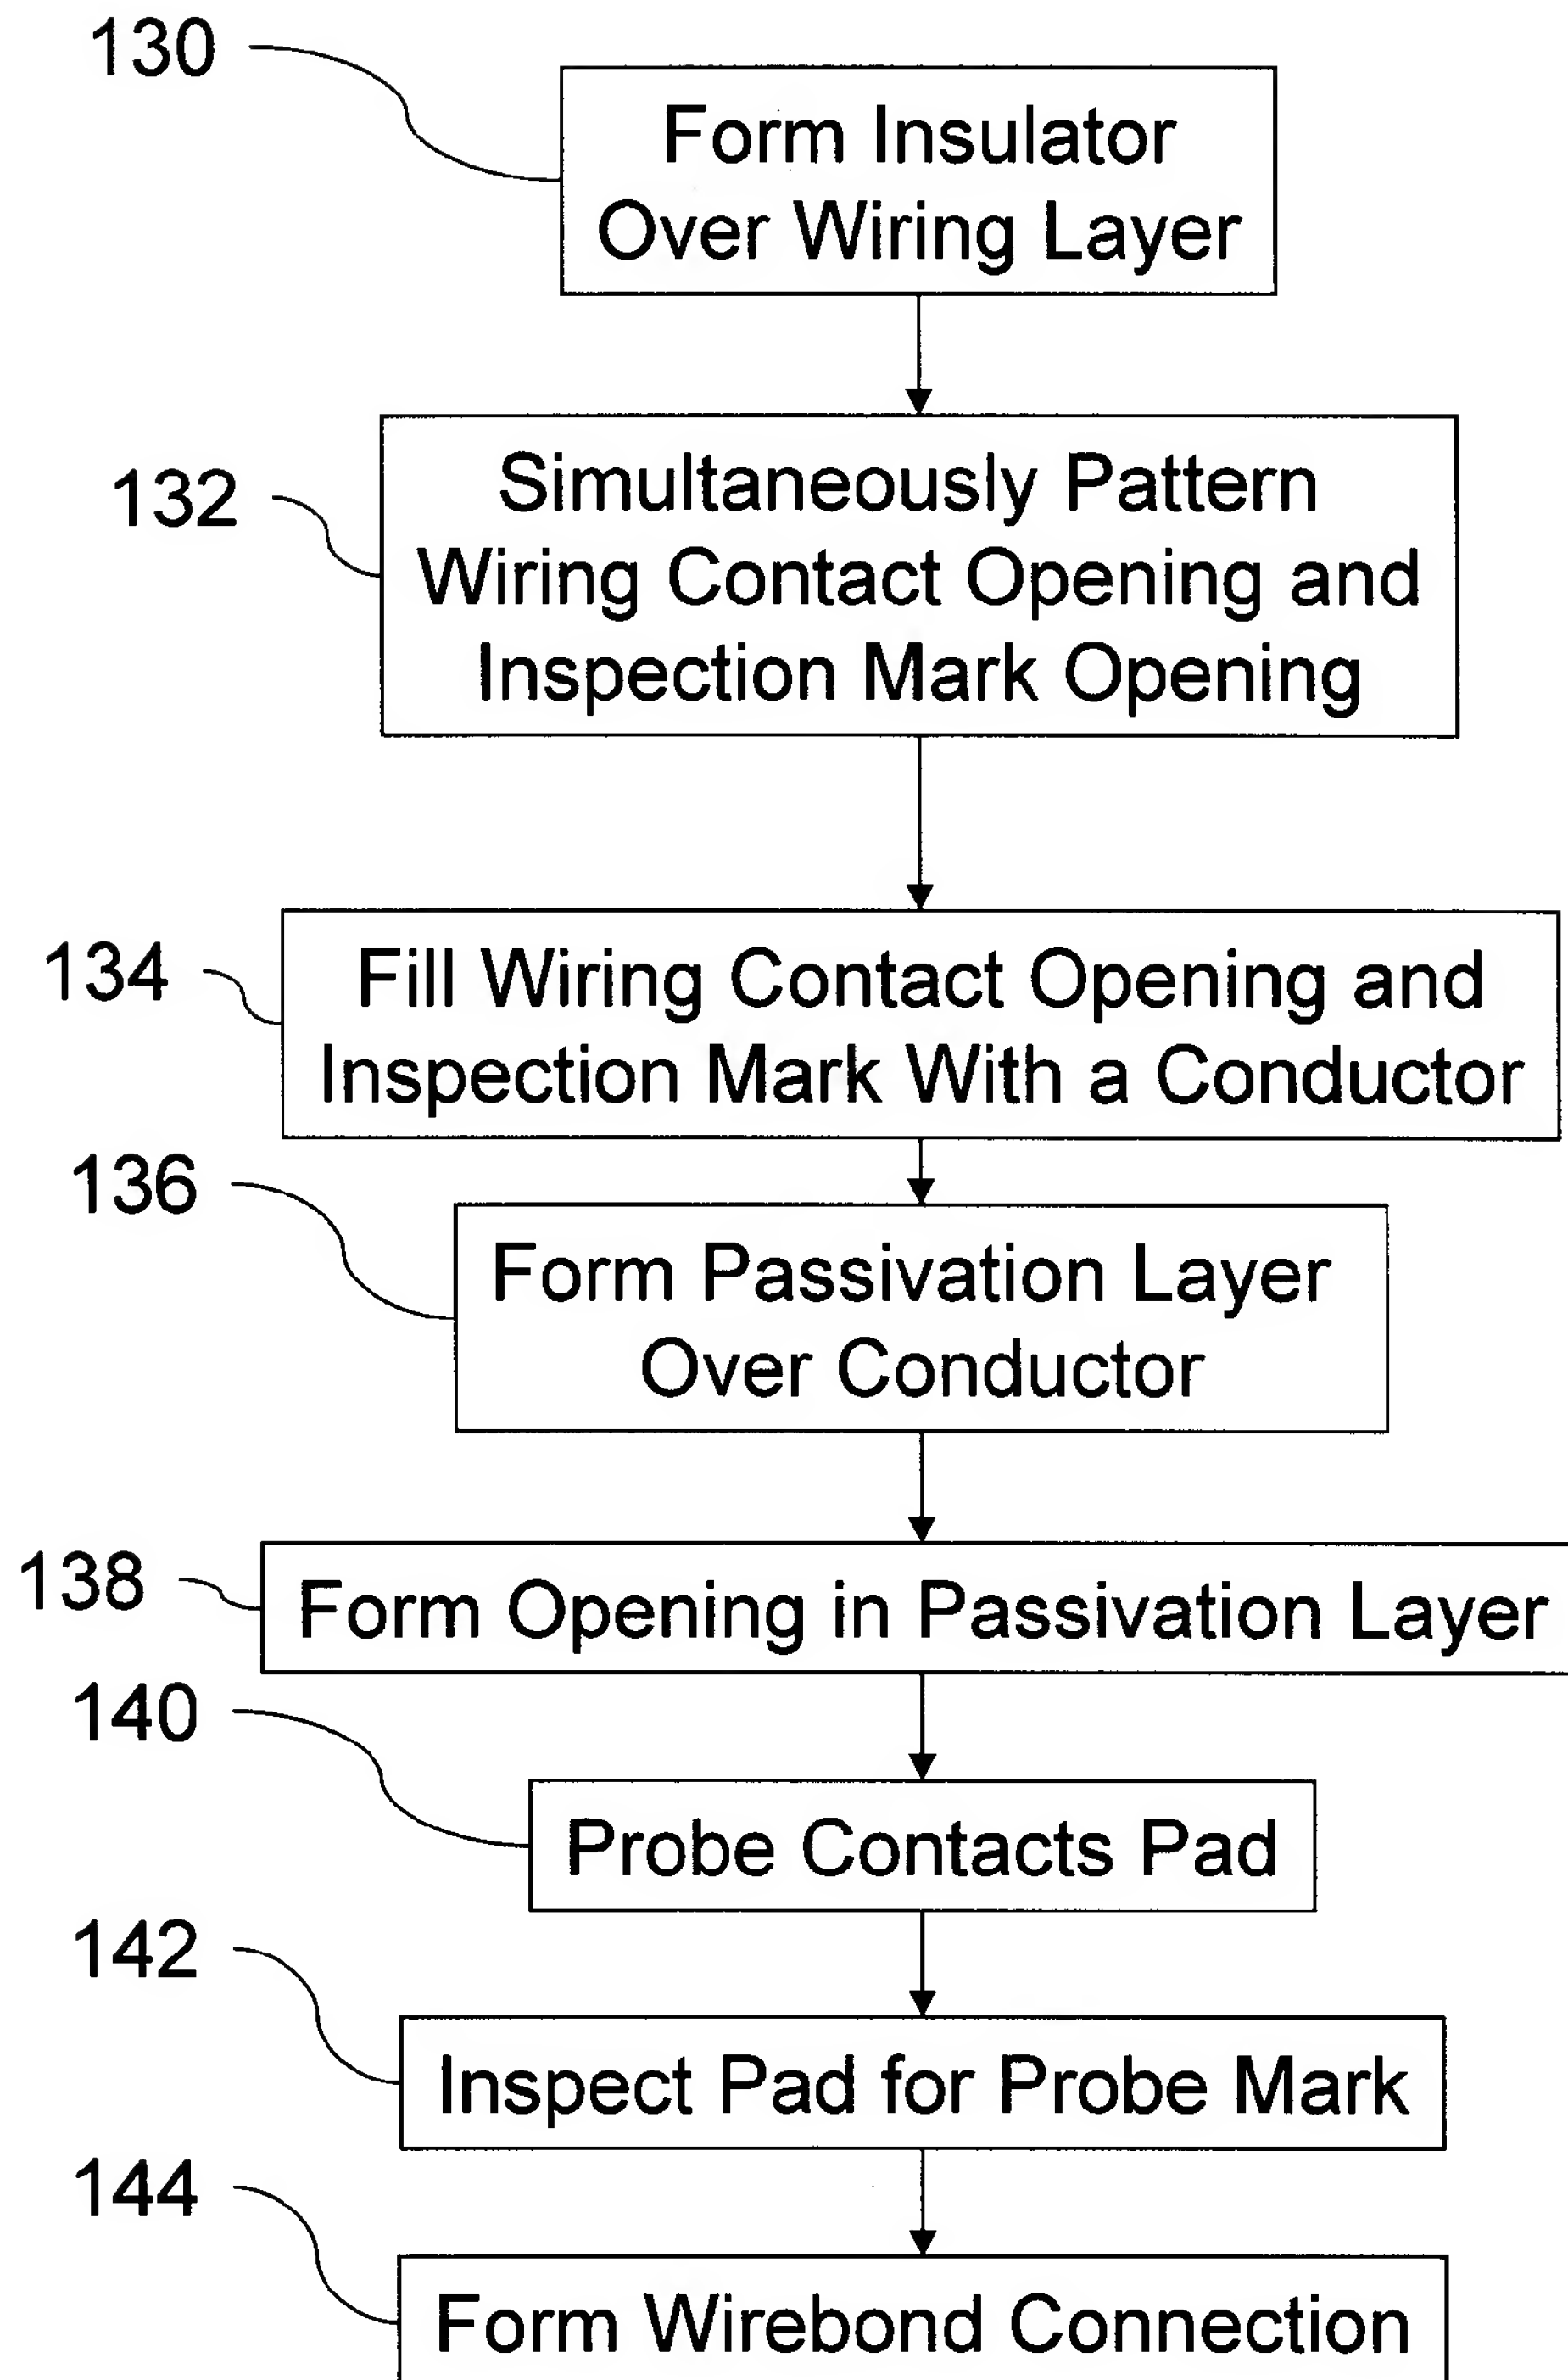 130
Form Insulator
Over Wiring Layer
132
Simultaneously Pattern
Wiring Contact Opening and
Inspection Mark Opening
134
Fill Wiring Contact Opening and
Inspection Mark With a Conductor
136
Form Passivation Layer
Over Conductor
138
Form Opening in Passivation Layer
140
Probe Contacts Pad
142
Inspect Pad for Probe Mark
144
Form Wirebond Connection